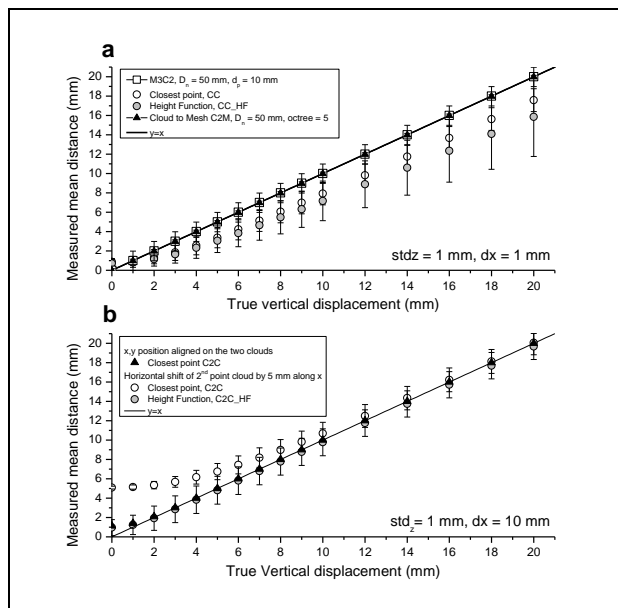 a
M3C2, Dn = 50 mm, dp = 10 mm
Closest point, CC
Height Function, CC_HF
Cloud to Mesh C2M, Dn = 50 mm, octree = 5
y=x
20
18
16
14
12
10
8
6
4
2
0
Measured mean distance (mm)
stdz = 1 mm, dx = 1 mm
0 2 4 6 8 10 12 14 16 18 20
True vertical displacement (mm)
b
x,y position aligned on the two clouds
Closest point C2C
Horizontal shift of 2nd point cloud by 5 mm along x
Closest point, C2C
Height Function, C2C_HF
y=x
20
18
16
14
12
10
8
6
4
2
0
Measured mean distance (mm)
stdz = 1 mm, dx = 10 mm
0 2 4 6 8 10 12 14 16 18 20
True Vertical displacement (mm)